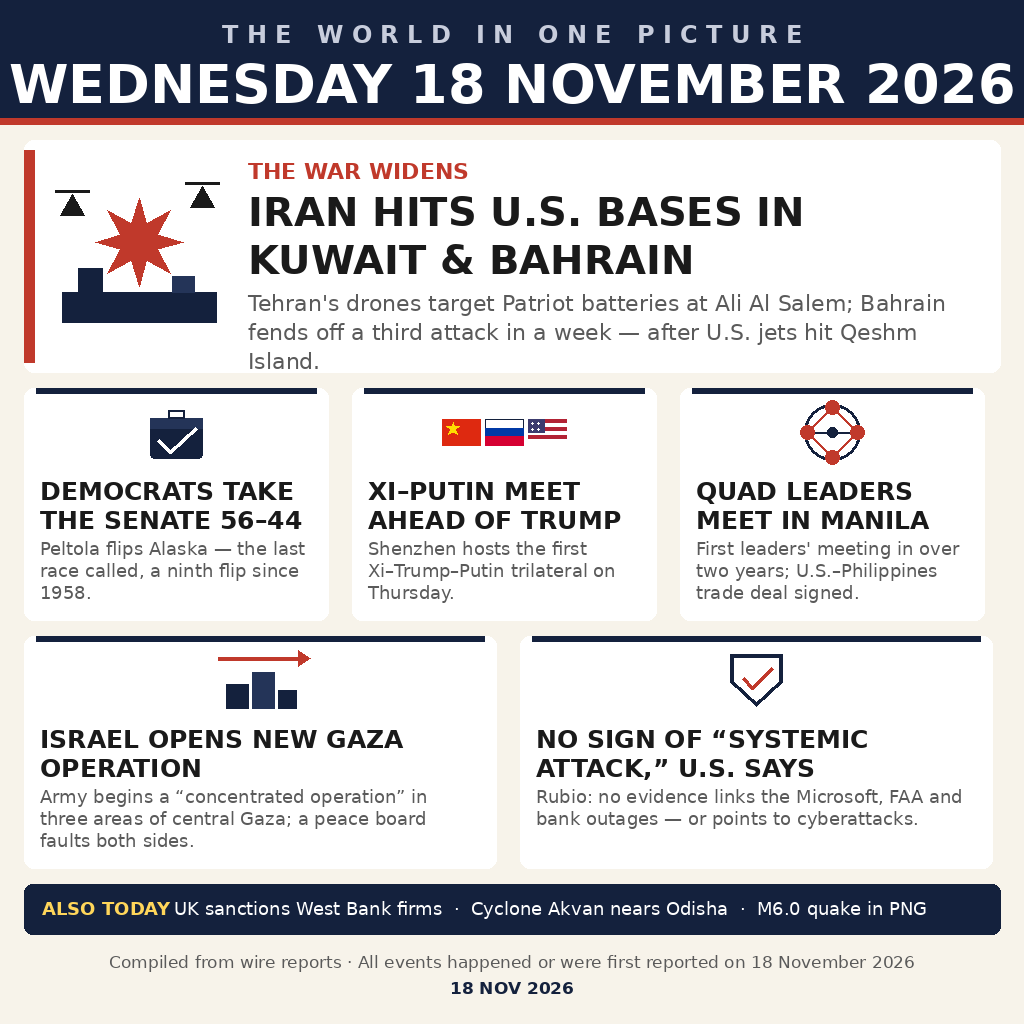 THE WORLD IN ONE PICTURE
WEDNESDAY 18 NOVEMBER 2026
THE WAR WIDENS
IRAN HITS U.S. BASES IN
KUWAIT & BAHRAIN
Tehran's drones target Patriot batteries at Ali Al Salem; Bahrain
fends off a third attack in a week — after U.S. jets hit Qeshm
Island.
DEMOCRATS TAKE
THE SENATE 56–44
Peltola flips Alaska — the last
race called, a ninth flip since
1958.
XI–PUTIN MEET
AHEAD OF TRUMP
Shenzhen hosts the first
Xi–Trump–Putin trilateral on
Thursday.
QUAD LEADERS
MEET IN MANILA
First leaders' meeting in over
two years; U.S.–Philippines
trade deal signed.
ISRAEL OPENS NEW GAZA
OPERATION
Army begins a “concentrated operation” in
three areas of central Gaza; a peace board
faults both sides.
NO SIGN OF “SYSTEMIC
ATTACK,” U.S. SAYS
Rubio: no evidence links the Microsoft, FAA and
bank outages — or points to cyberattacks.
ALSO TODAY UK sanctions West Bank firms · Cyclone Akvan nears Odisha · M6.0 quake in PNG
Compiled from wire reports · All events happened or were first reported on 18 November 2026
18 NOV 2026